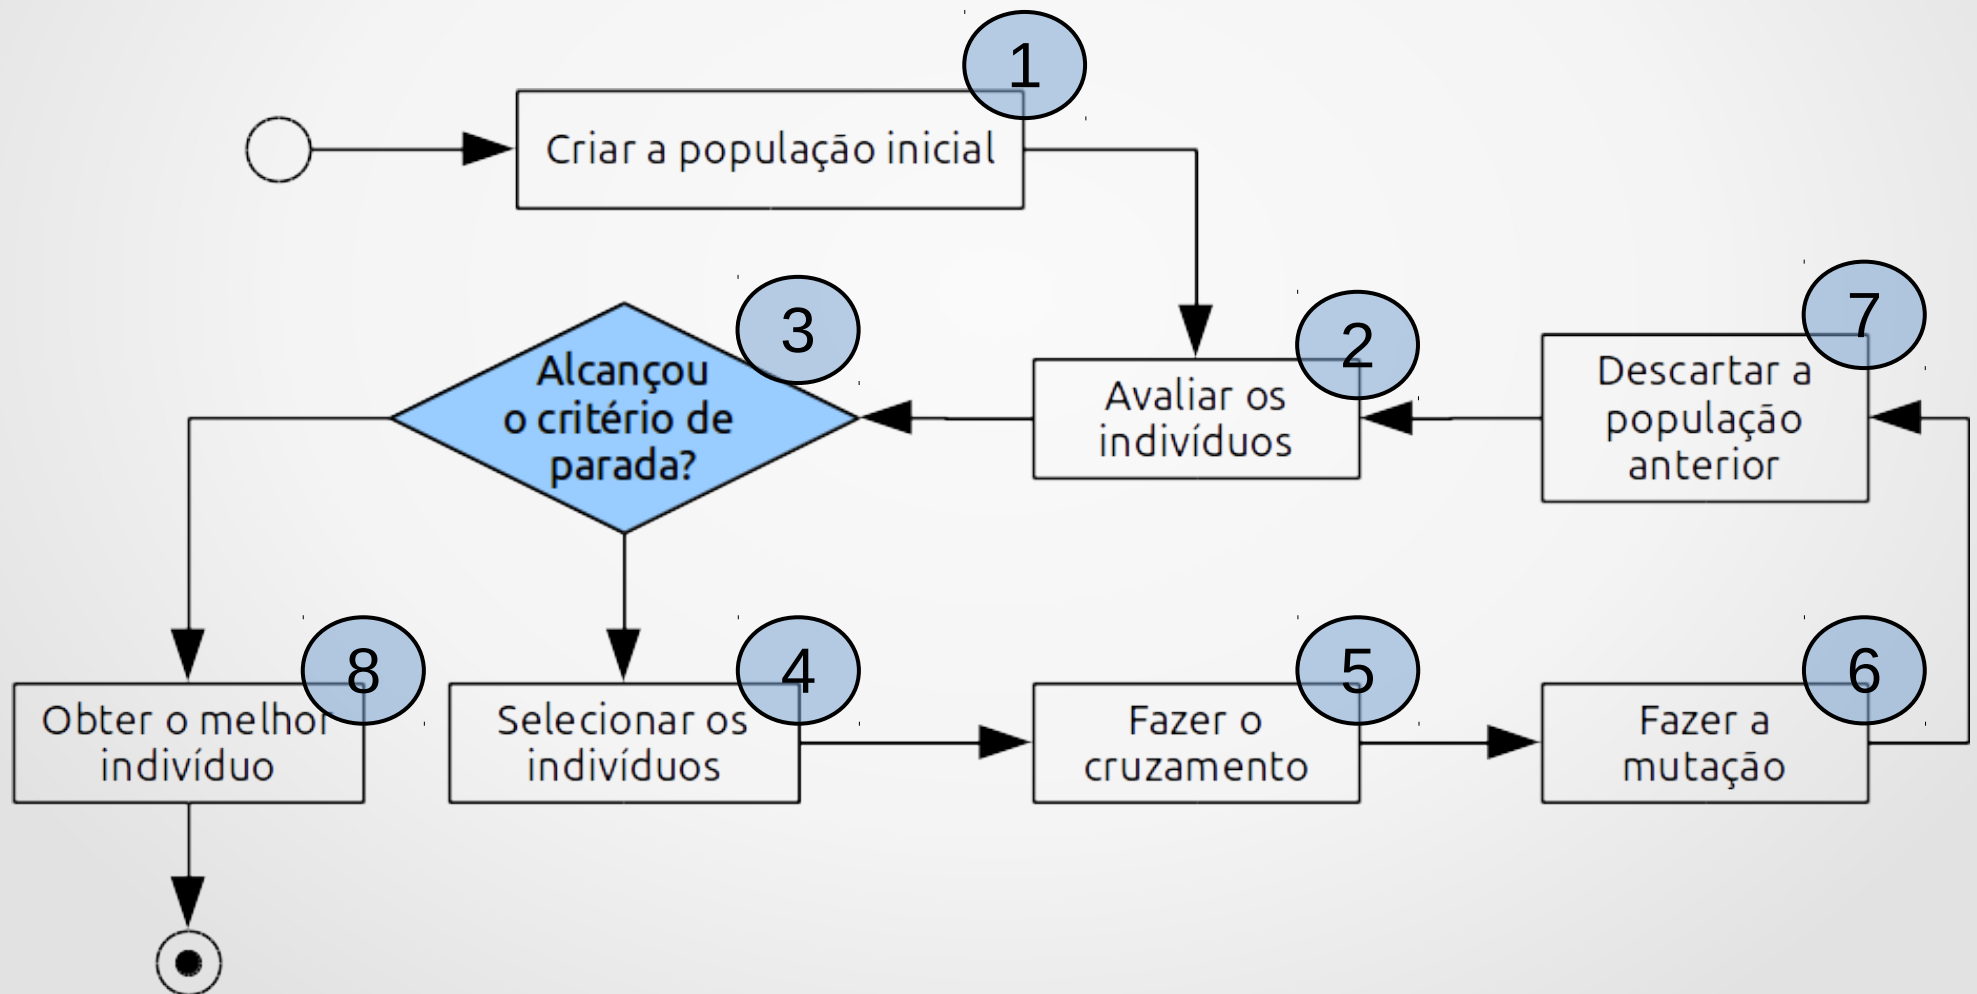 1
Criar a população inicial
3
Alcançou
o critério de
parada?
2
Avaliar os
indivíduos
7
Descartar a
população
anterior
8
Obter o melhor
indivíduo
4
Selecionar os
indivíduos
5
Fazer o
cruzamento
6
Fazer a
mutação